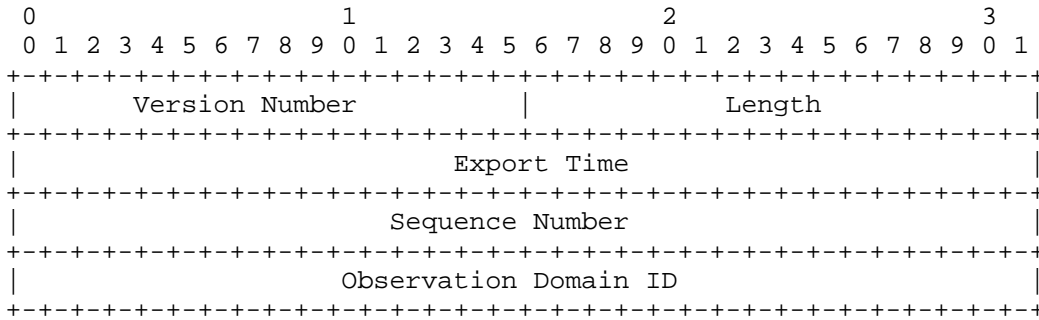 0                   1                   2                   3
 0 1 2 3 4 5 6 7 8 9 0 1 2 3 4 5 6 7 8 9 0 1 2 3 4 5 6 7 8 9 0 1
+-+-+-+-+-+-+-+-+-+-+-+-+-+-+-+-+-+-+-+-+-+-+-+-+-+-+-+-+-+-+-+-+
|       Version Number          |            Length             |
+-+-+-+-+-+-+-+-+-+-+-+-+-+-+-+-+-+-+-+-+-+-+-+-+-+-+-+-+-+-+-+-+
|                           Export Time                         |
+-+-+-+-+-+-+-+-+-+-+-+-+-+-+-+-+-+-+-+-+-+-+-+-+-+-+-+-+-+-+-+-+
|                       Sequence Number                         |
+-+-+-+-+-+-+-+-+-+-+-+-+-+-+-+-+-+-+-+-+-+-+-+-+-+-+-+-+-+-+-+-+
|                    Observation Domain ID                      |
+-+-+-+-+-+-+-+-+-+-+-+-+-+-+-+-+-+-+-+-+-+-+-+-+-+-+-+-+-+-+-+-+